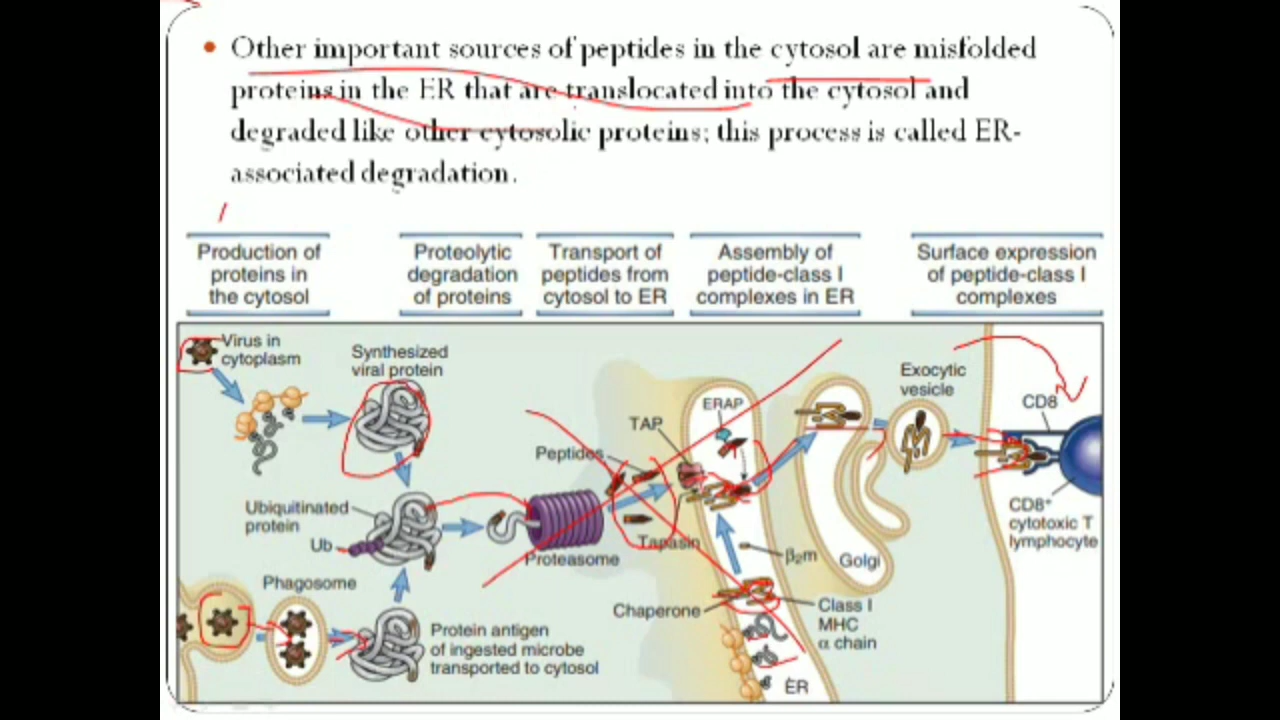 • Other important sources of peptides in the cytosol are misfolded
proteins in the ER that are translocated into the cytosol and
degraded like other cytosolic proteins; this process is called ER-
associated degradation.
Production of
proteins in
the cytosol
Proteolytic
degradation
of proteins
Transport of
peptides from
cytosol to ER
Assembly of
peptide-class I
complexes in ER
Surface expression
of peptide-class I
complexes
Virus in
cytoplasm
Synthesized
viral protein
Exocytic
vesicle
ERAP
CD8
TAP
Peptides
Ubiquitinated
protein
CD8⁺
cytotoxic T
lymphocyte
Ub
Tapasin
Proteasome
β₂m
Golgi
Phagosome
Chaperone
Class I
MHC
α chain
Protein antigen
of ingested microbe
transported to cytosol
ER